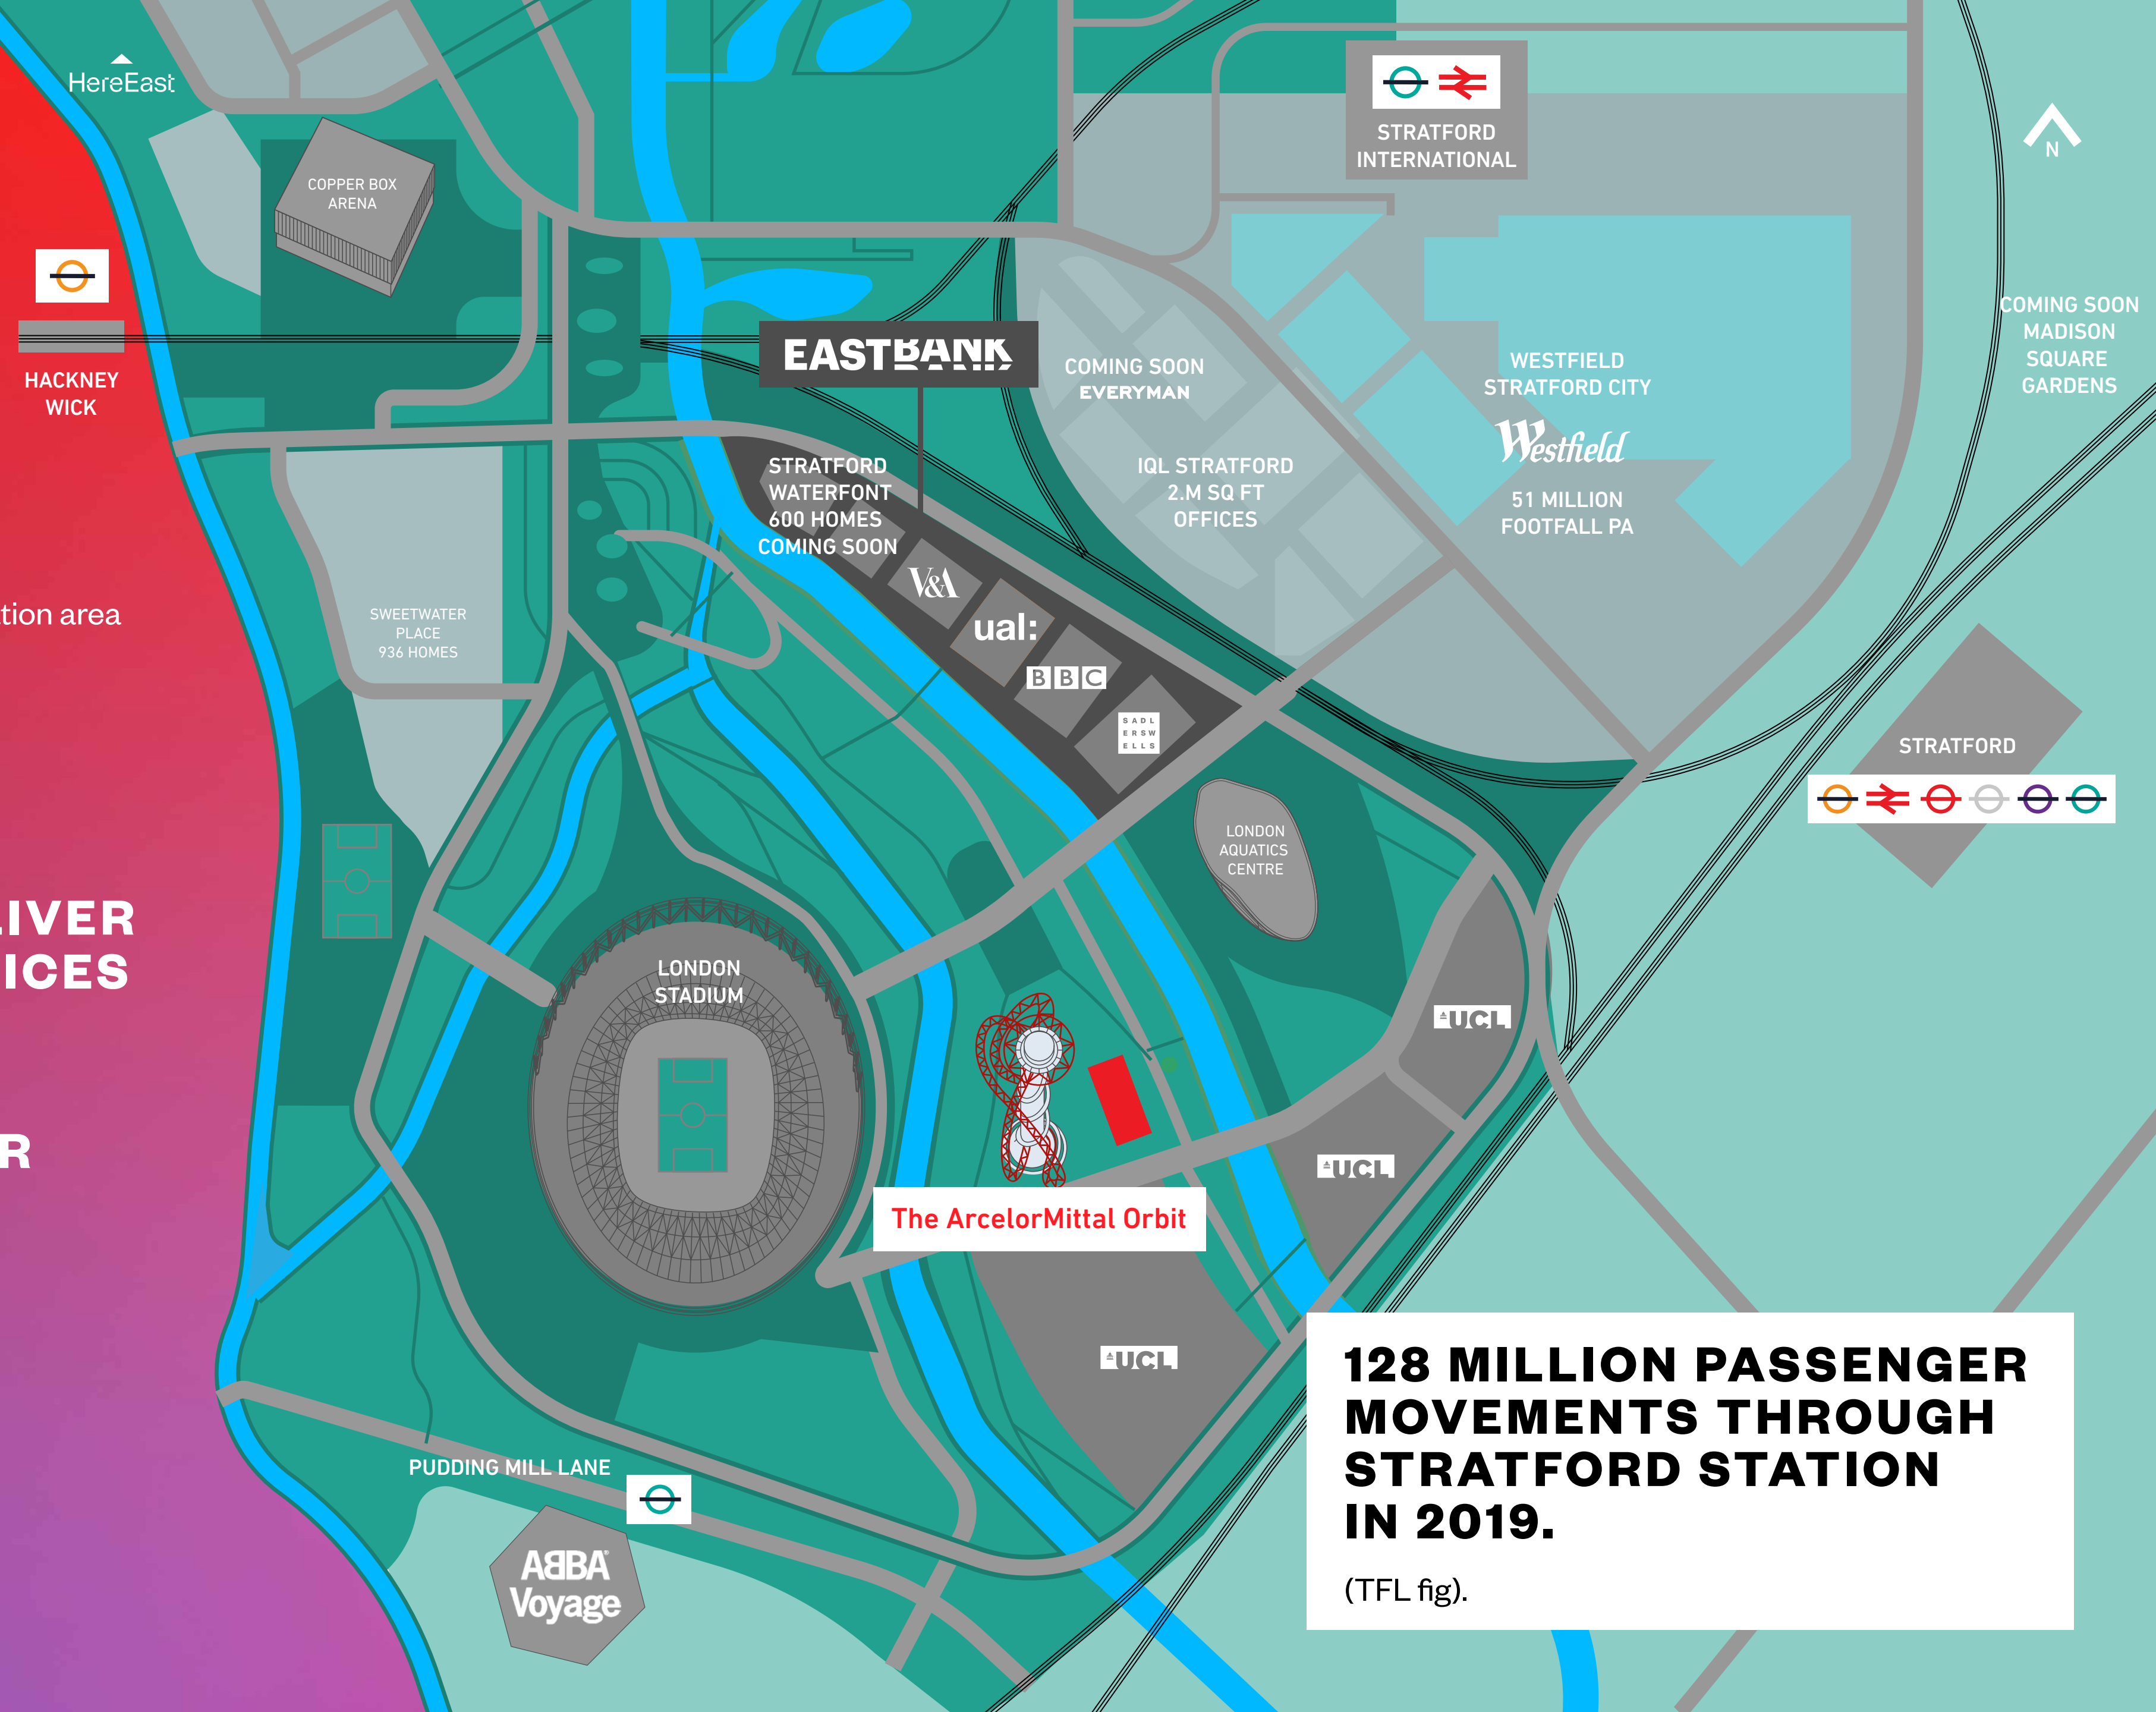 HereEast
COPPER BOX
ARENA
STRATFORD
INTERNATIONAL
N
HACKNEY
WICK
EASTBANK
COMING SOON
EVERYMAN
WESTFIELD
STRATFORD CITY
Westfield
51 MILLION
FOOTFALL PA
COMING SOON
MADISON
SQUARE
GARDENS
STRATFORD
WATERFONT
600 HOMES
COMING SOON
IQL STRATFORD
2.M SQ FT
OFFICES
V&A
ual:
BBC
SADL
ERSW
ELLS
tion area
SWEETWATER
PLACE
936 HOMES
STRATFORD
LONDON
AQUATICS
CENTRE
LIVER
ICES
LONDON
STADIUM
UCL
R
UCL
The ArcelorMittal Orbit
UCL
128 MILLION PASSENGER
MOVEMENTS THROUGH
STRATFORD STATION
IN 2019.
(TFL fig).
PUDDING MILL LANE
ABBA
Voyage